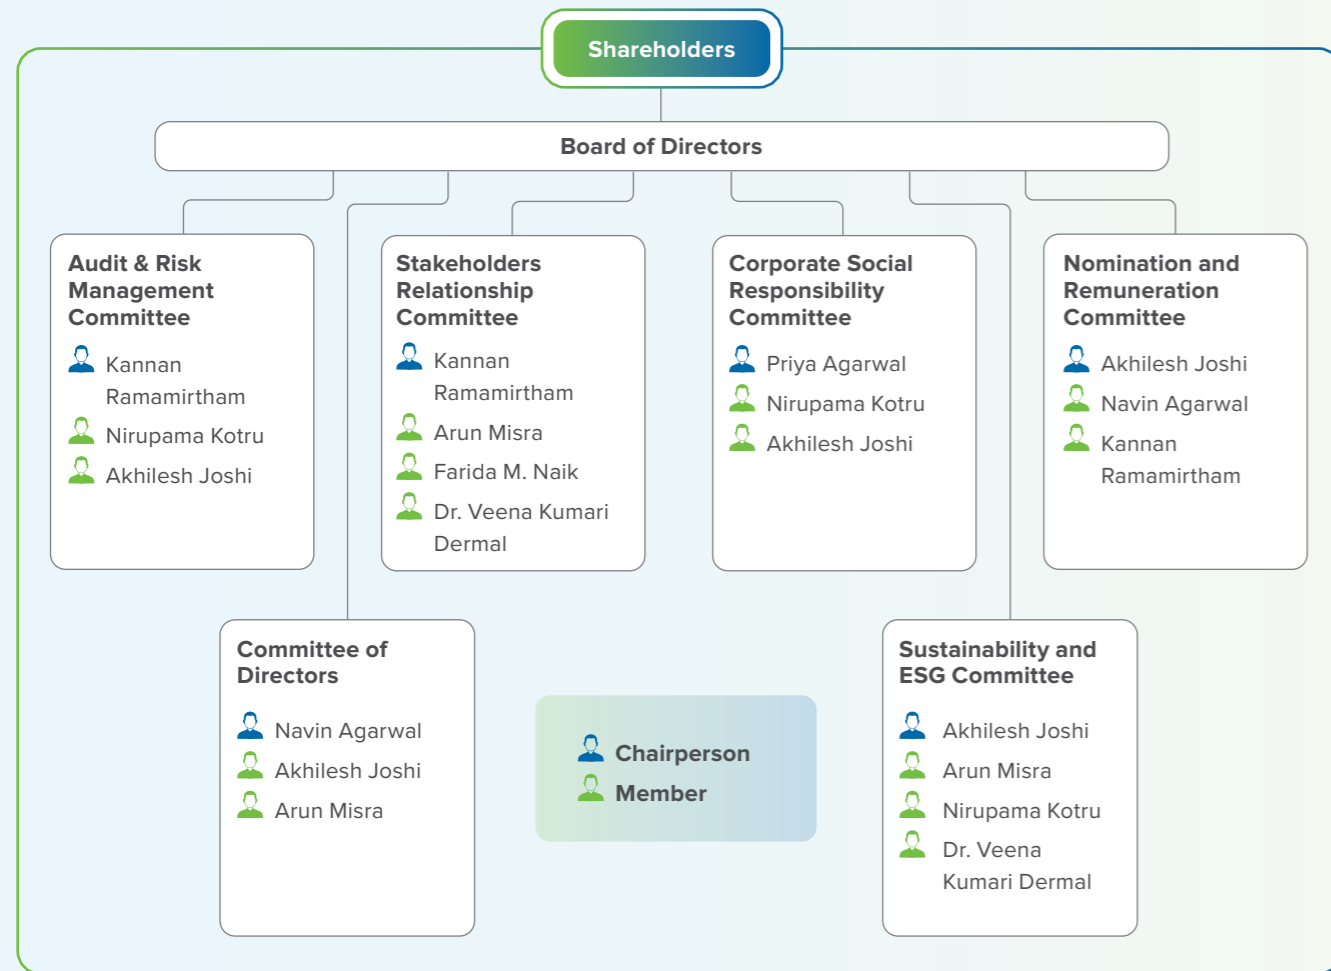 Shareholders
Board of Directors
Audit & Risk
Management
Committee
Kannan
Ramamirtham
Nirupama Kotru
Akhilesh Joshi
Stakeholders
Relationship
Committee
Kannan
Ramamirtham
Arun Misra
Farida M. Naik
Dr. Veena Kumari
Dermal
Corporate Social
Responsibility
Committee
Priya Agarwal
Nirupama Kotru
Akhilesh Joshi
Nomination and
Remuneration
Committee
Akhilesh Joshi
Navin Agarwal
Kannan
Ramamirtham
Committee of
Directors
Navin Agarwal
Akhilesh Joshi
Arun Misra
Chairperson
Member
Sustainability and
ESG Committee
Akhilesh Joshi
Arun Misra
Nirupama Kotru
Dr. Veena
Kumari Dermal